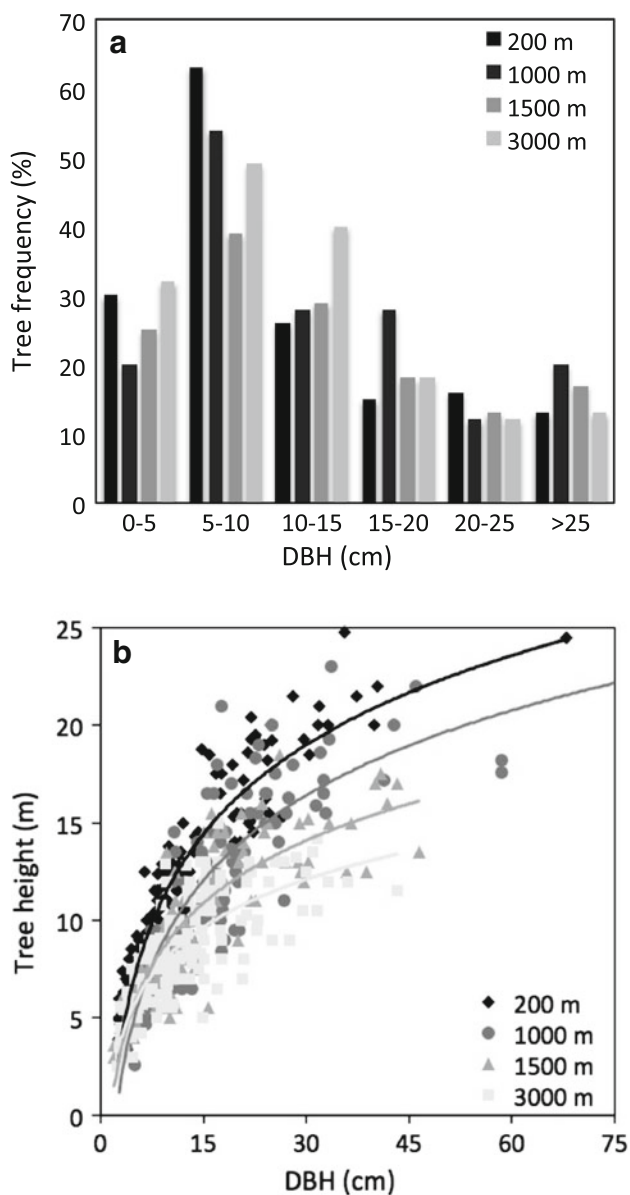 a
200 m
1000 m
1500 m
3000 m
70
60
50
40
30
20
10
0
Tree frequency (%)
0-5 5-10 10-15 15-20 20-25 >25
DBH (cm)
b
25
20
15
10
5
0
Tree height (m)
200 m
1000 m
1500 m
3000 m
0 15 30 45 60 75
DBH (cm)